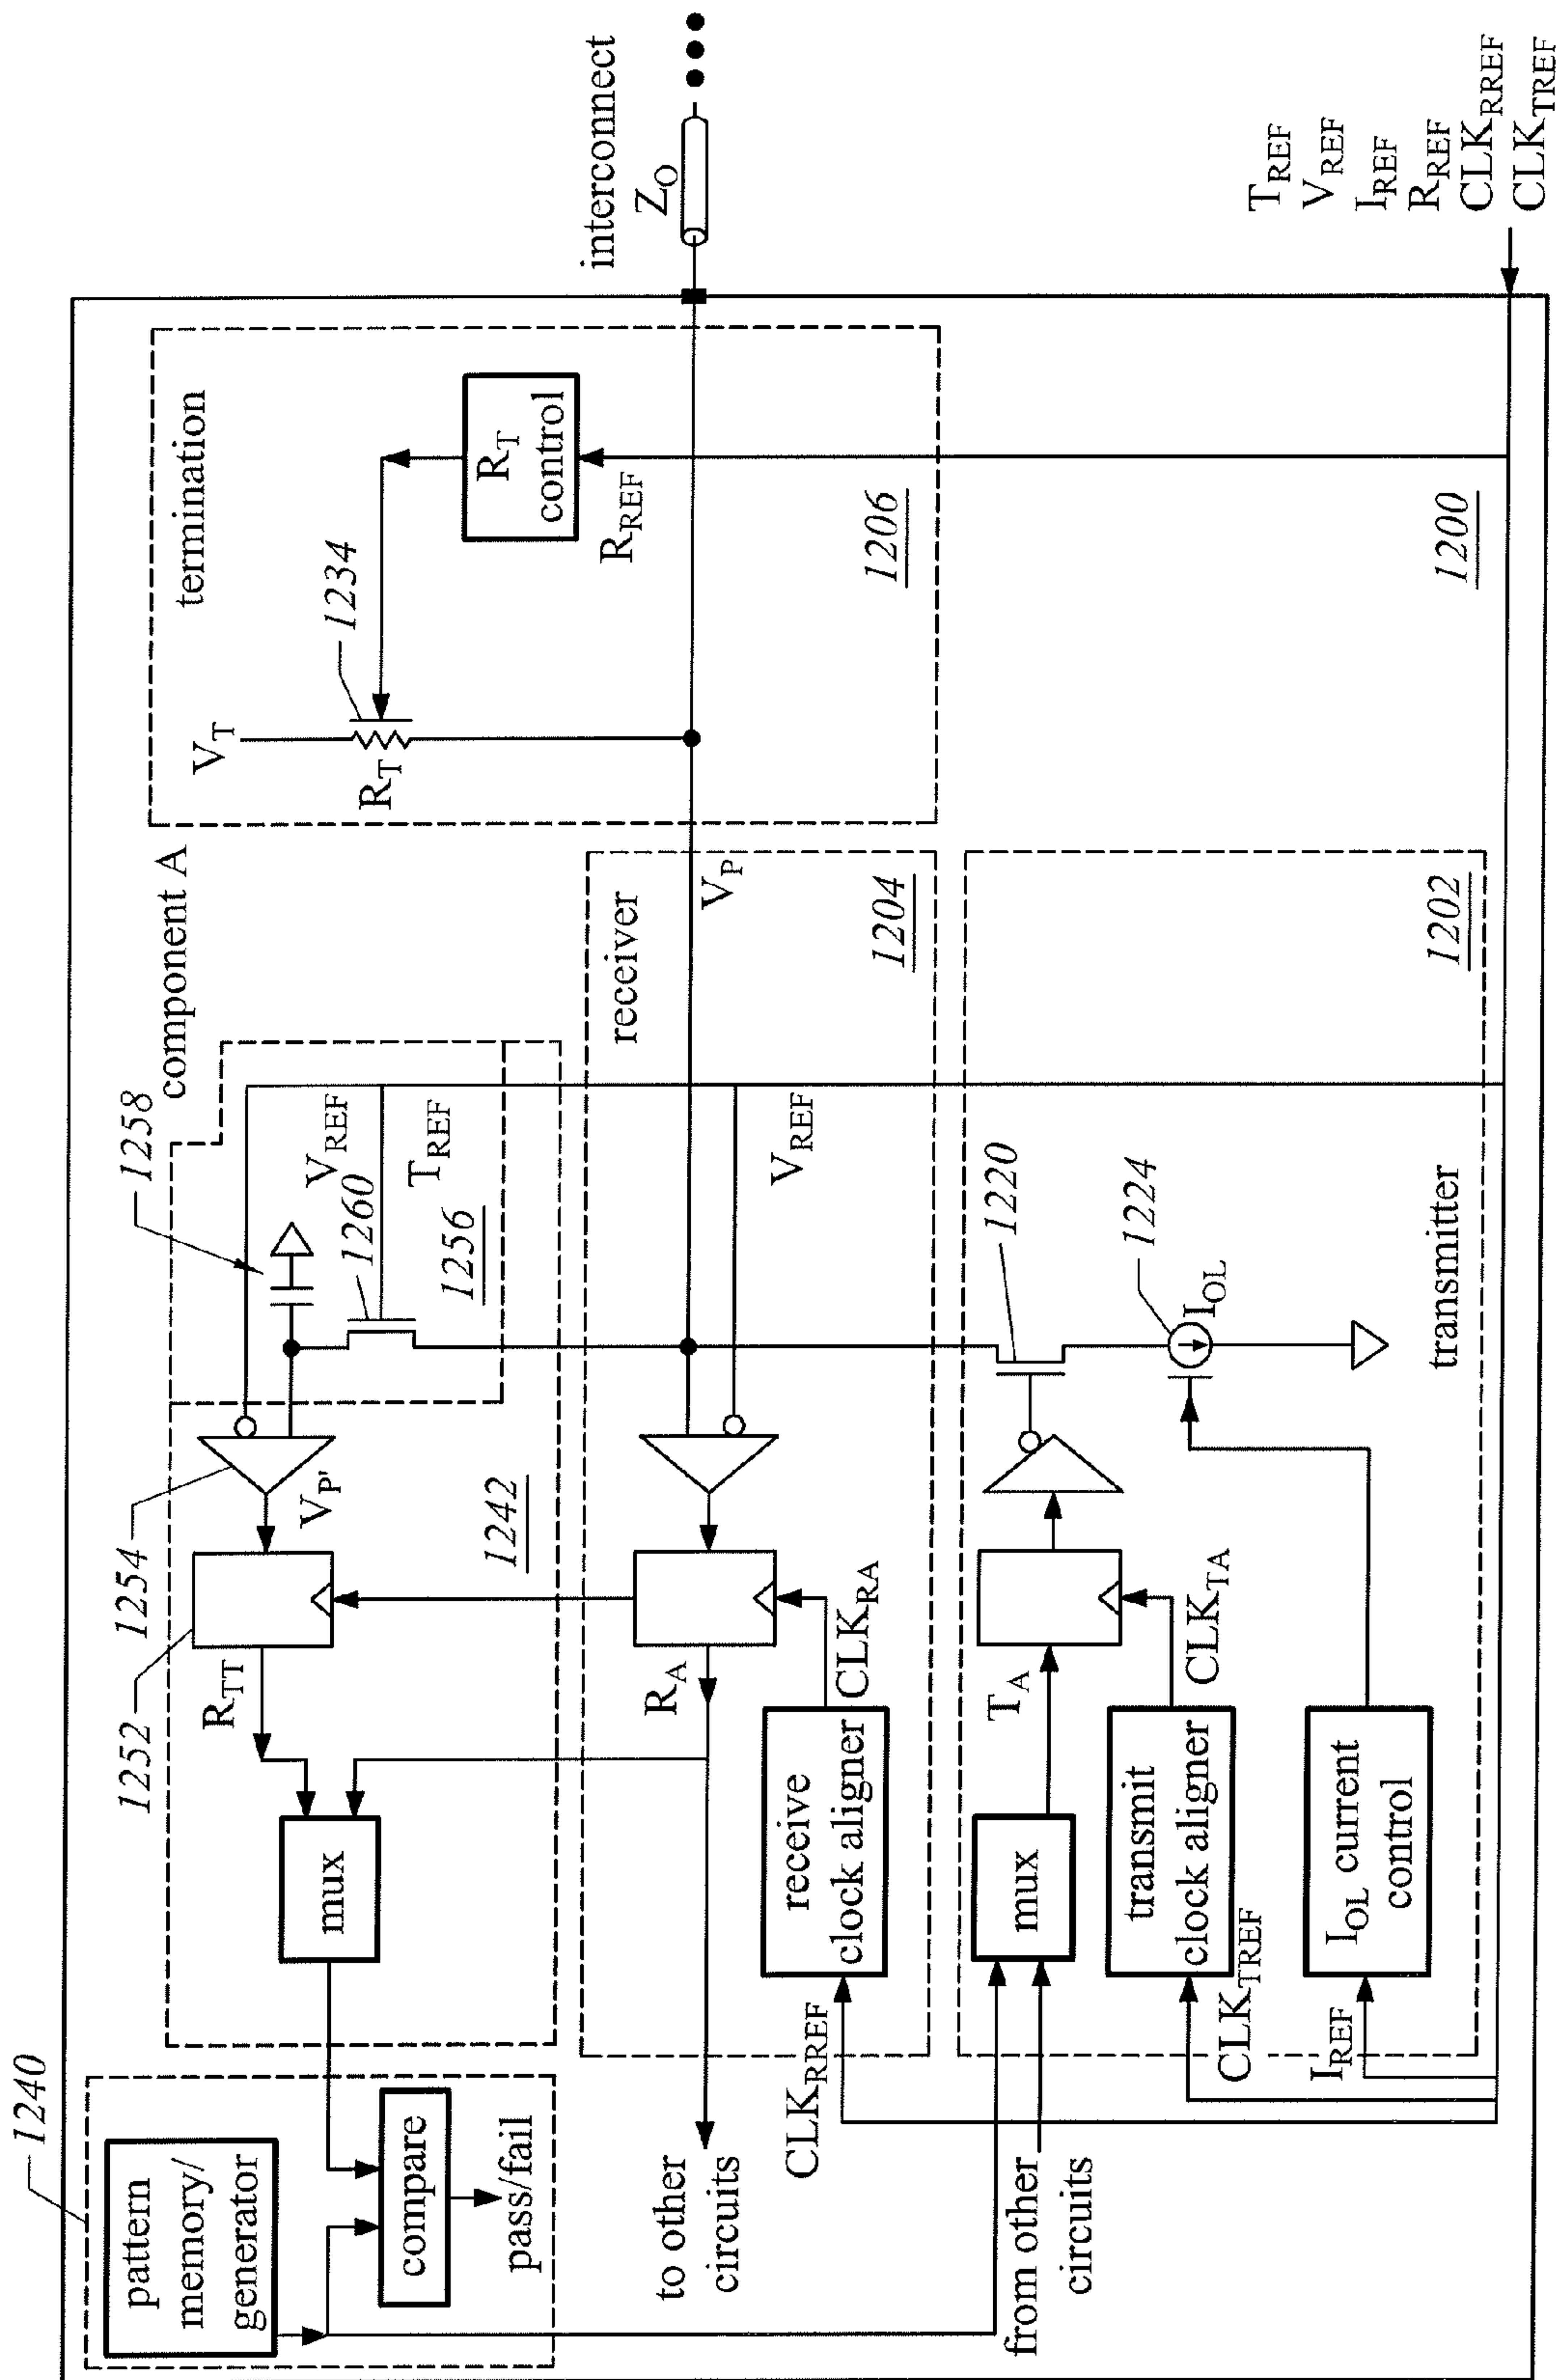 1240
pattern
memory/
generator
compare
pass/fail
1252
1254
1258
component A
mux
R_TT
V_P'
1242
V_REF
1260
T_REF
1256
termination
V_T
R_T
1234
R_T
control
R_REF
1206
interconnect
Z_O
receiver
V_P
1204
R_A
CLK_RA
V_REF
receive
clock aligner
to other
circuits
CLK_RREF
from other
circuits
mux
T_A
transmit
clock aligner
CLK_TA
CLK_TREF
I_OL current
control
I_REF
1220
1224
I_OL
transmitter
1202
1200
T_REF
V_REF
I_REF
R_REF
CLK_RREF
CLK_TREF